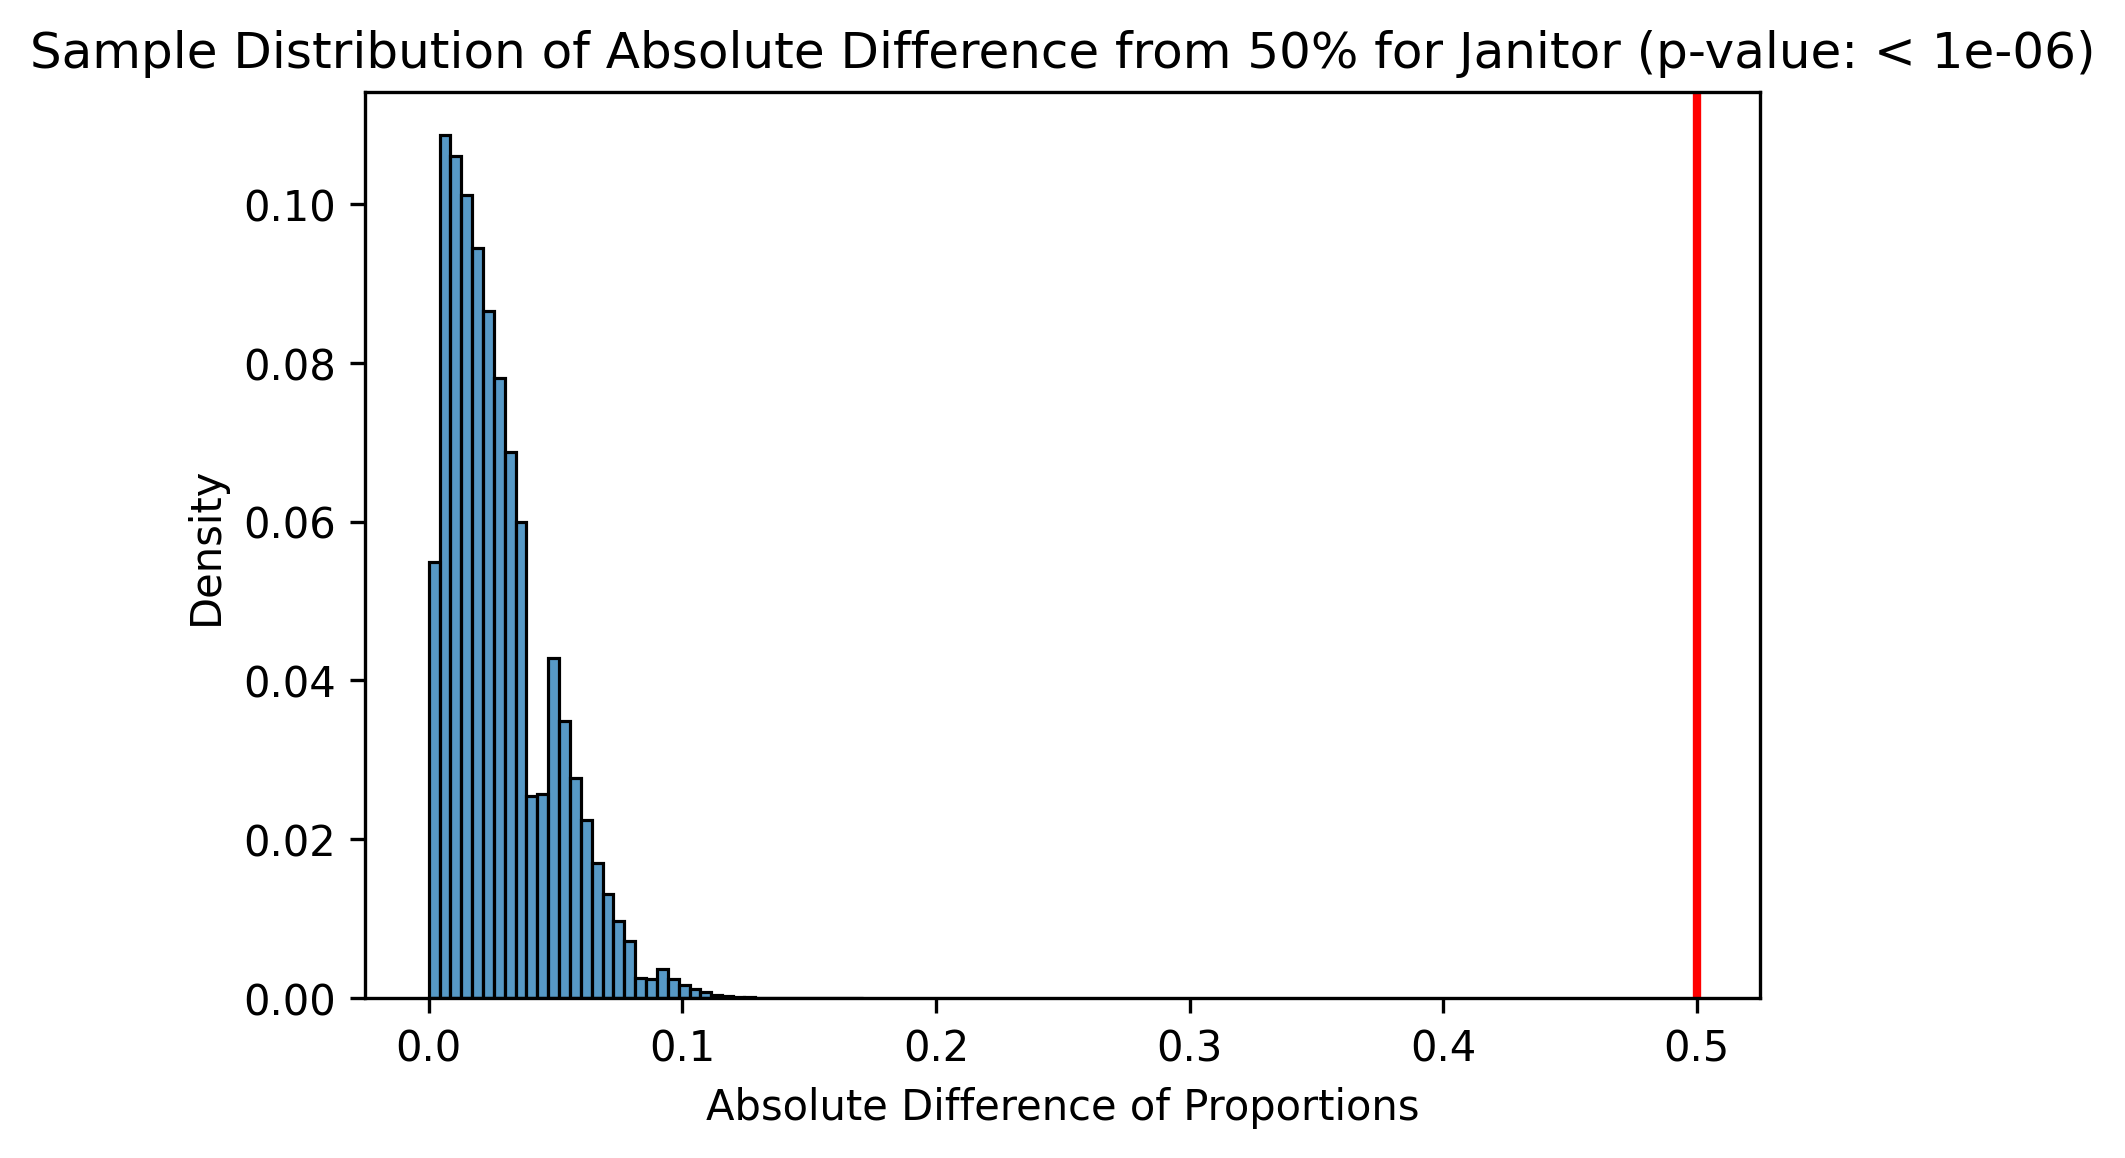 Sample Distribution of Absolute Difference from 50% for Janitor (p-value: < 1e-06)
0.10
0.08
0.06
0.04
0.02
0.00
Density
0.0 0.1 0.2 0.3 0.4 0.5
Absolute Difference of Proportions